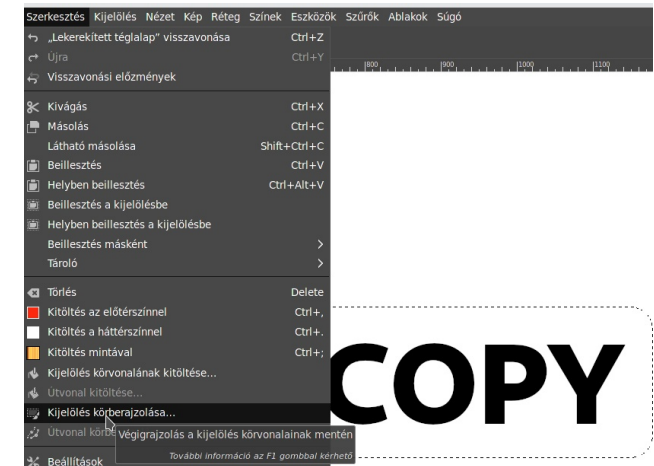 Szerkesztés Kijelölés Nézet Kép Réteg Színek Eszközök Szűrők Ablakok Súgó
„Lekerekített téglalap” visszavonása Ctrl+Z
Újra Ctrl+Y
Visszavonási előzmények
800 900 1000 1100
Kivágás Ctrl+X
Másolás Ctrl+C
Látható másolása Shift+Ctrl+C
Beillesztés Ctrl+V
Helyben beillesztés Ctrl+Alt+V
Beillesztés a kijelölésbe
Helyben beillesztés a kijelölésbe
Beillesztés másként
Tároló
Törlés Delete
Kitöltés az előtérszínnel Ctrl+,
Kitöltés a háttérszínnel Ctrl+.
Kitöltés mintával Ctrl+;
Kijelölés körvonalának kitöltése…
Útvonal kitöltése…
Kijelölés körberajzolása…
Útvonal körbe
Végigrajzolás a kijelölés körvonalainak mentén
További információ az F1 gombbal kérhető
Beállítások
COPY